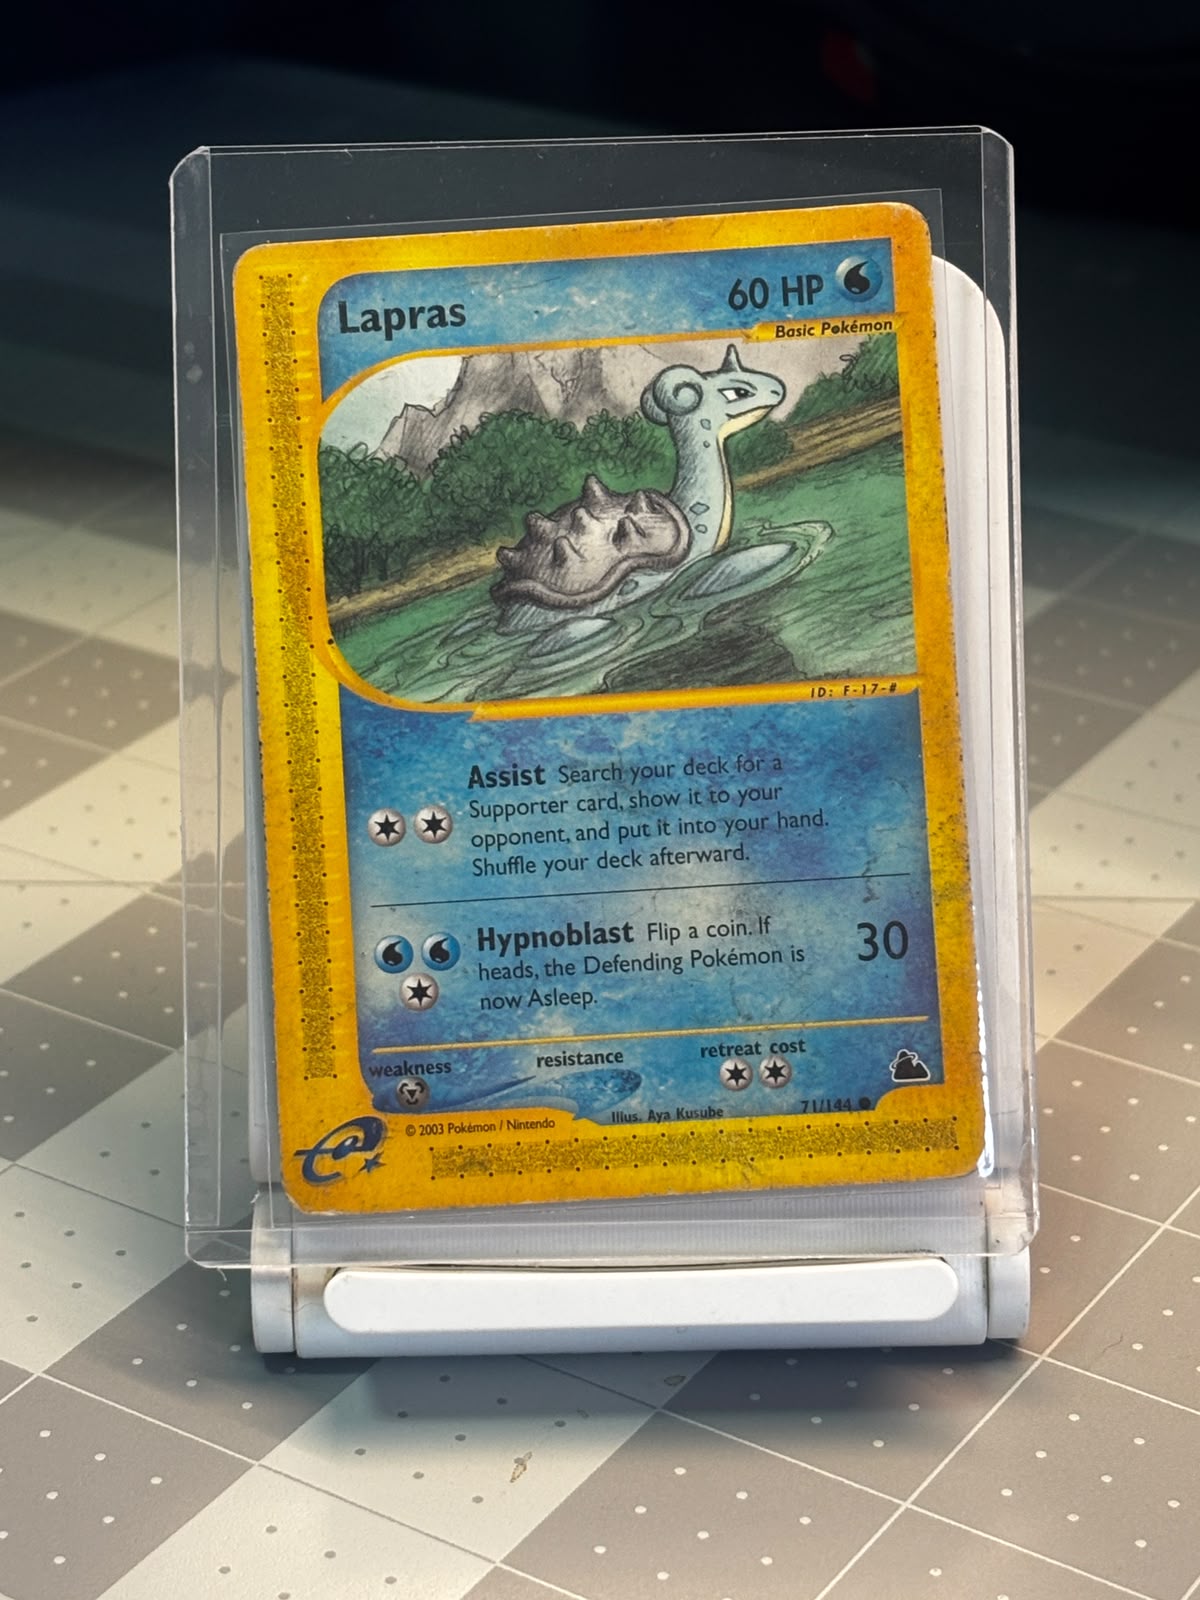 Lapras
60 HP
Basic Pokémon
ID: F-17-#
Assist Search your deck for a
Supporter card, show it to your
opponent, and put it into your hand.
Shuffle your deck afterward.
Hypnoblast Flip a coin. If
heads, the Defending Pokémon is
now Asleep.
30
weakness
resistance
retreat cost
© 2003 Pokémon / Nintendo
Illus. Aya Kusube
71/144
e